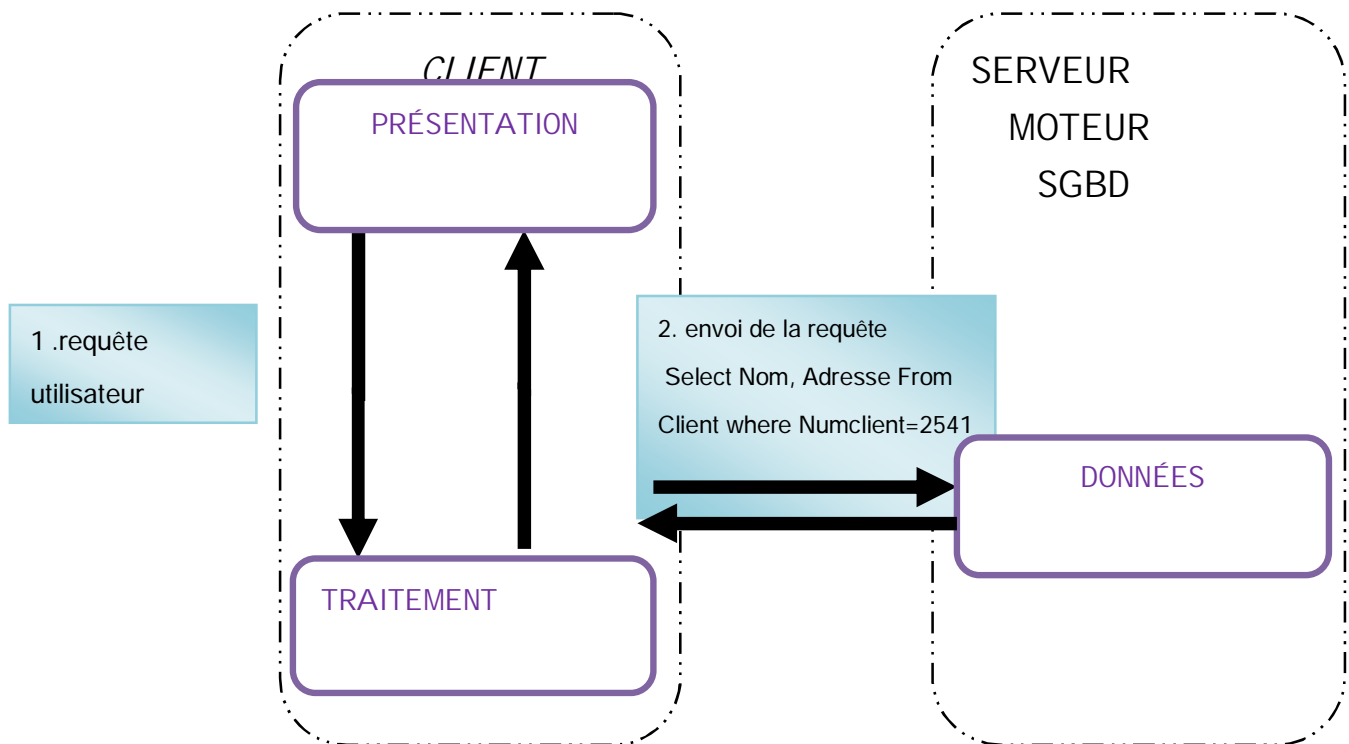 CLIENT
PRÉSENTATION
SERVEUR
MOTEUR
SGBD
1 .requête
utilisateur
2. envoi de la requête
Select Nom, Adresse From
Client where Numclient=2541
DONNÉES
TRAITEMENT